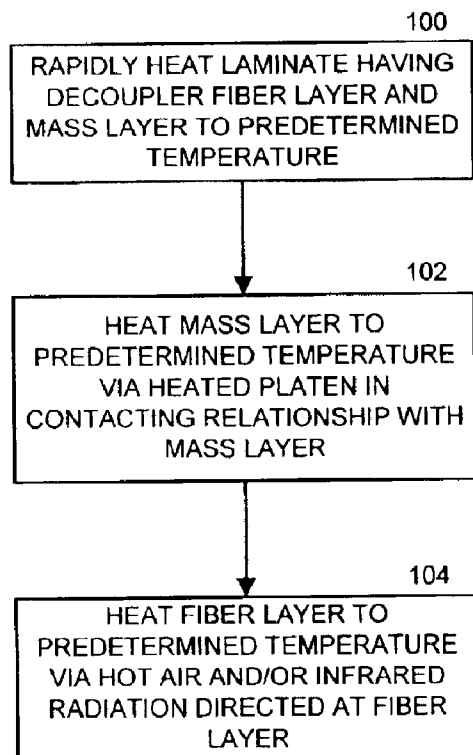 100
RAPIDLY HEAT LAMINATE HAVING
DECOUPLER FIBER LAYER AND
MASS LAYER TO PREDETERMINED
TEMPERATURE
102
HEAT MASS LAYER TO
PREDETERMINED TEMPERATURE
VIA HEATED PLATEN IN
CONTACTING RELATIONSHIP WITH
MASS LAYER
104
HEAT FIBER LAYER TO
PREDETERMINED TEMPERATURE
VIA HOT AIR AND/OR INFRARED
RADIATION DIRECTED AT FIBER
LAYER